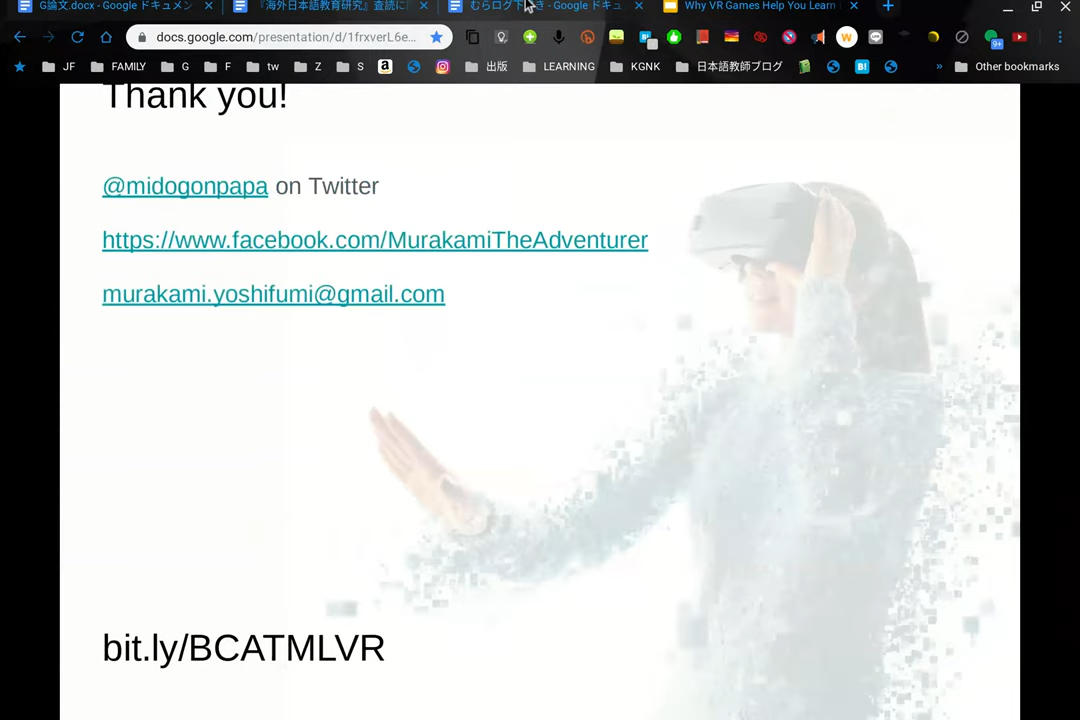 G論文.docx - Google ドキュメン
『海外日本語教育研究』査読に
むらログ下書き - Google ドキュ
Why VR Games Help You Learn
docs.google.com/presentation/d/1frxverL6e...
JF FAMILY G F tw Z S 出版 LEARNING KGNK 日本語教師ブログ » Other bookmarks
Thank you!
@midogonpapa on Twitter
https://www.facebook.com/MurakamiTheAdventurer
murakami.yoshifumi@gmail.com
bit.ly/BCATMLVR